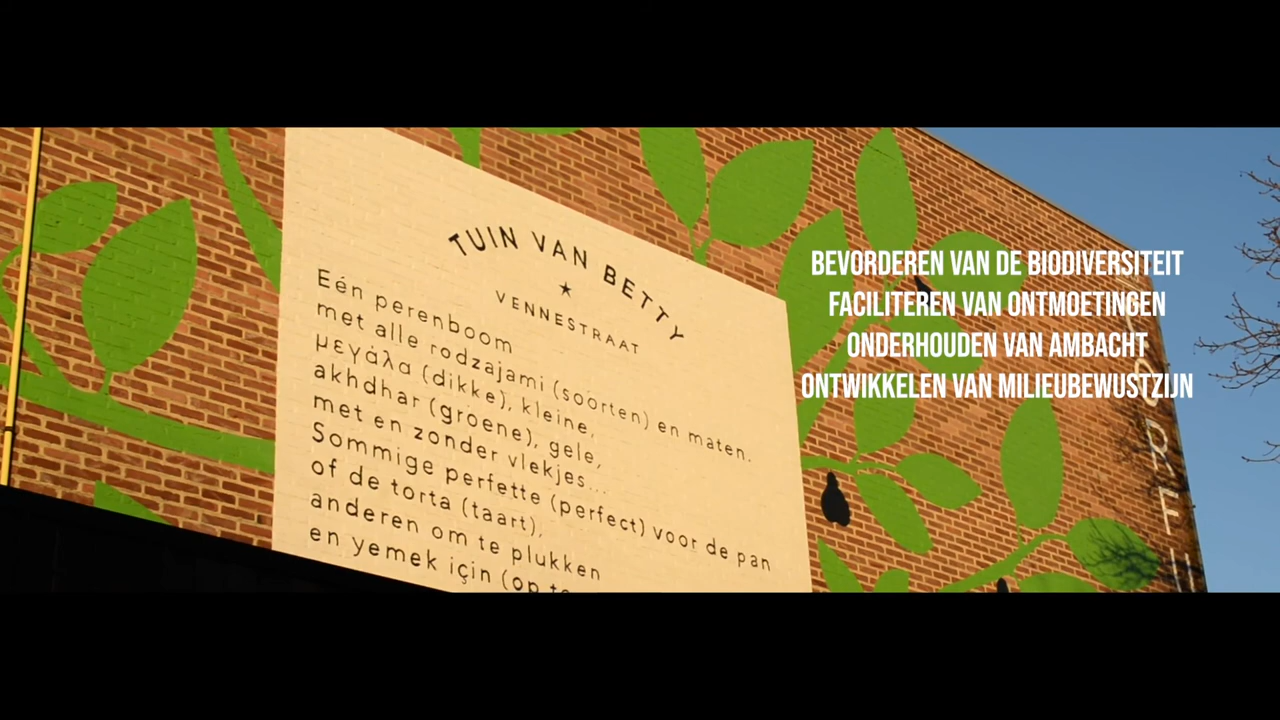 TUIN VAN BETTY
VENNESTRAAT
Eén perenboom
met alle rodzajami (soorten) en maten.
μεγάλα (dikke), kleine,
akhdhar (groene), gele,
met en zonder vlekjes...
Sommige perfette (perfect) voor de pan
of de torta (taart),
anderen om te plukken
en yemek için (op te
BEVORDEREN VAN DE BIODIVERSITEIT
FACILITEREN VAN ONTMOETINGEN
ONDERHOUDEN VAN AMBACHT
ONTWIKKELEN VAN MILIEUBEWUSTZIJN